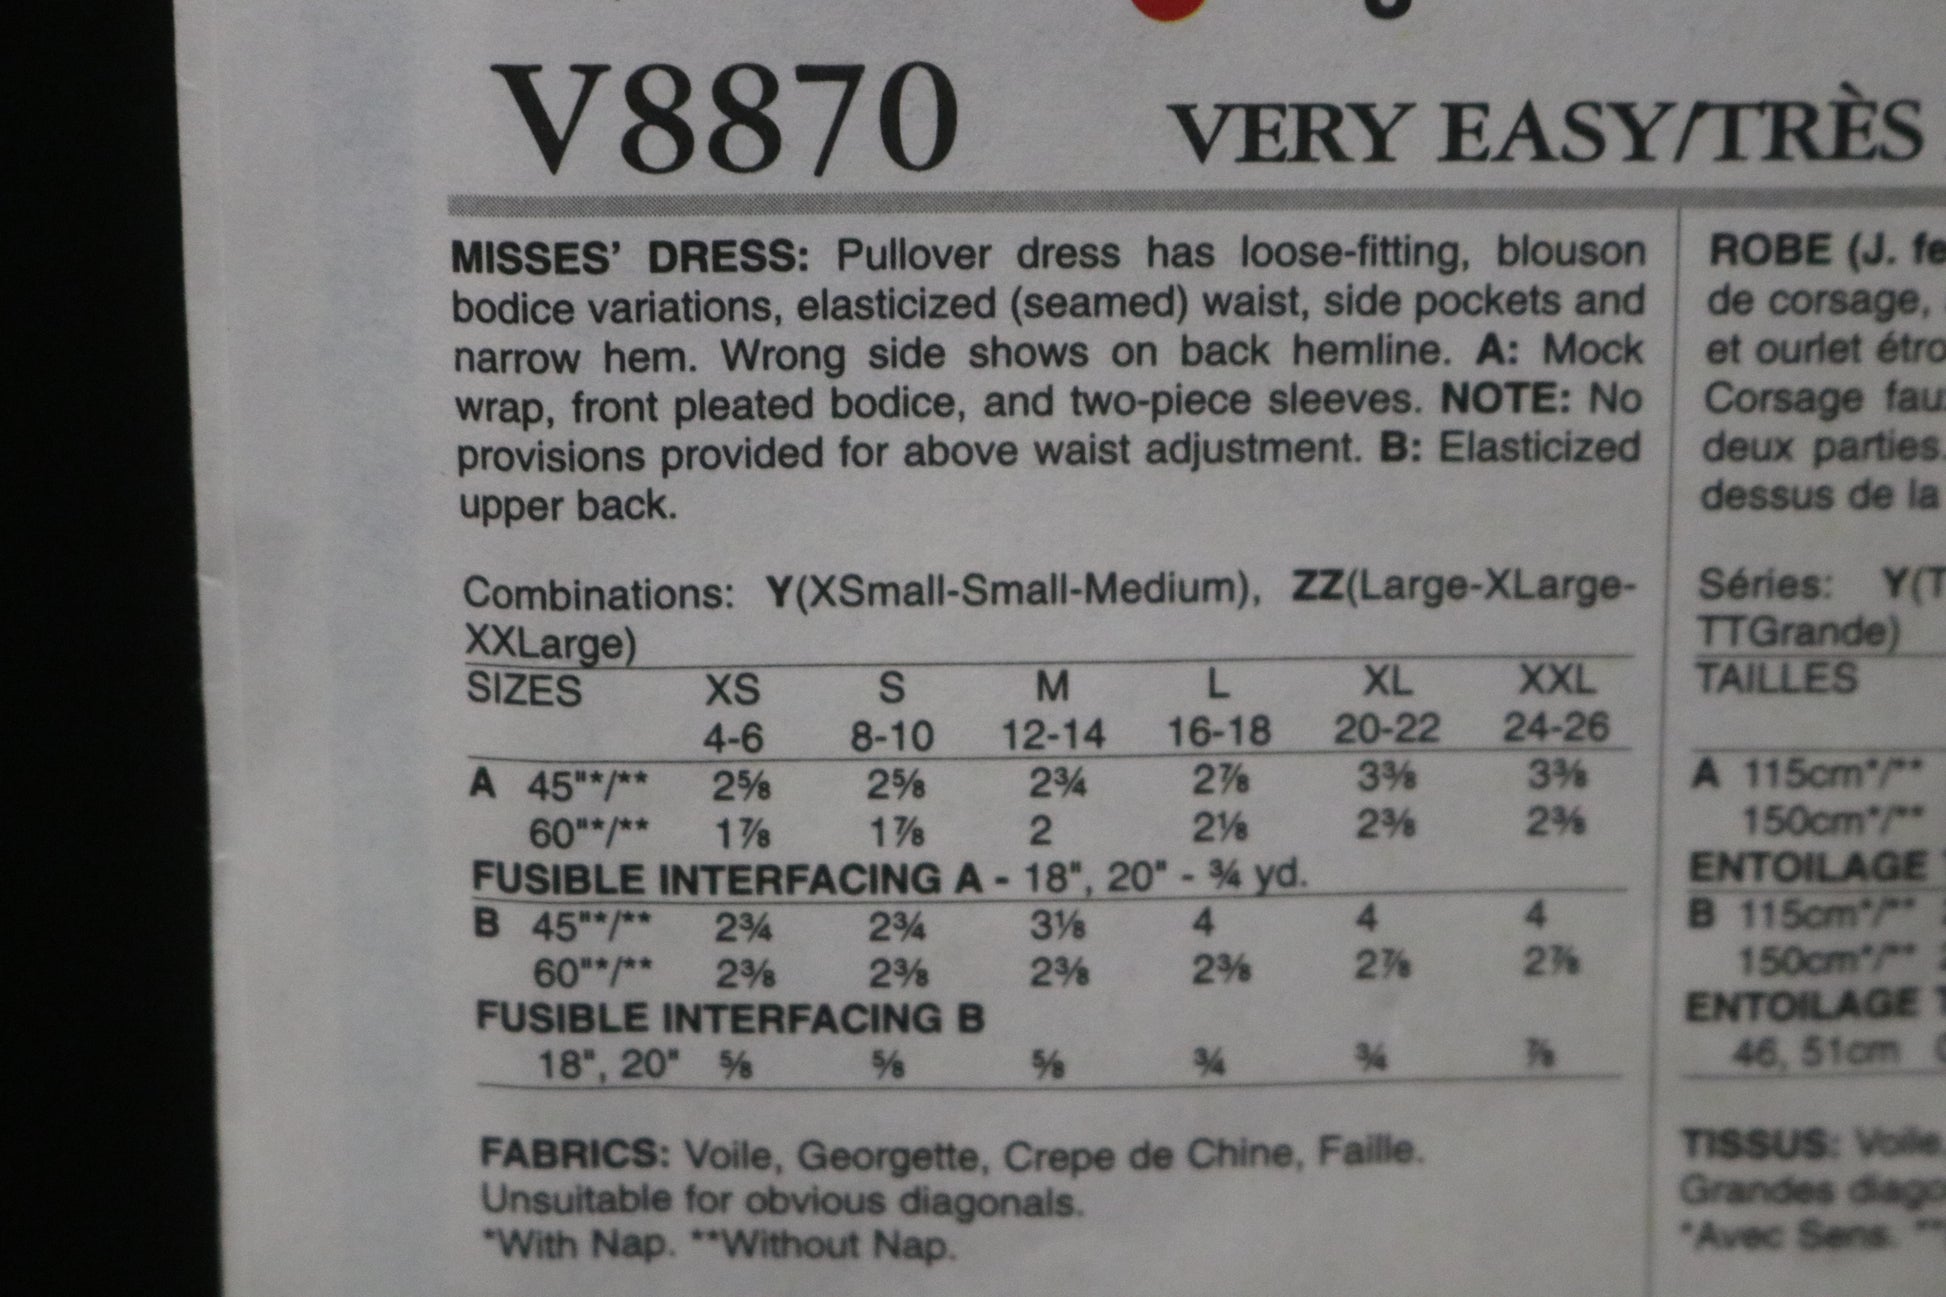 V8870 VERY EASY/TRÈS
MISSES' DRESS: Pullover dress has loose-fitting, blouson
bodice variations, elasticized (seamed) waist, side pockets and
narrow hem. Wrong side shows on back hemline. A: Mock
wrap, front pleated bodice, and two-piece sleeves. NOTE: No
provisions provided for above waist adjustment. B: Elasticized
upper back.
Combinations: Y(XSmall-Small-Medium), ZZ(Large-XLarge-
XXLarge)
SIZES XS S M L XL XXL
4-6 8-10 12-14 16-18 20-22 24-26
A 45"*/** 2⅝ 2⅝ 2¾ 2⅞ 3⅜ 3⅜
60"*/** 1⅞ 1⅞ 2 2⅛ 2⅜ 2⅜
FUSIBLE INTERFACING A - 18", 20" - ¾ yd.
B 45"*/** 2¾ 2¾ 3⅛ 4 4 4
60"*/** 2⅜ 2⅜ 2⅜ 2⅜ 2⅞ 2⅞
FUSIBLE INTERFACING B
18", 20" ⅝ ⅝ ⅝ ¾ ¾ ⅞
FABRICS: Voile, Georgette, Crepe de Chine, Faille.
Unsuitable for obvious diagonals.
*With Nap. **Without Nap.
ROBE (J. fe
de corsage,
et ourlet étro
Corsage fau
deux parties.
dessus de la
Séries: Y(T
TTGrande)
TAILLES
A 115cm*/**
150cm*/**
ENTOILAGE
B 115cm*/**
150cm*/**
ENTOILAGE
46, 51cm
TISSUS: Voile,
Grandes diago
*Avec Sens. **